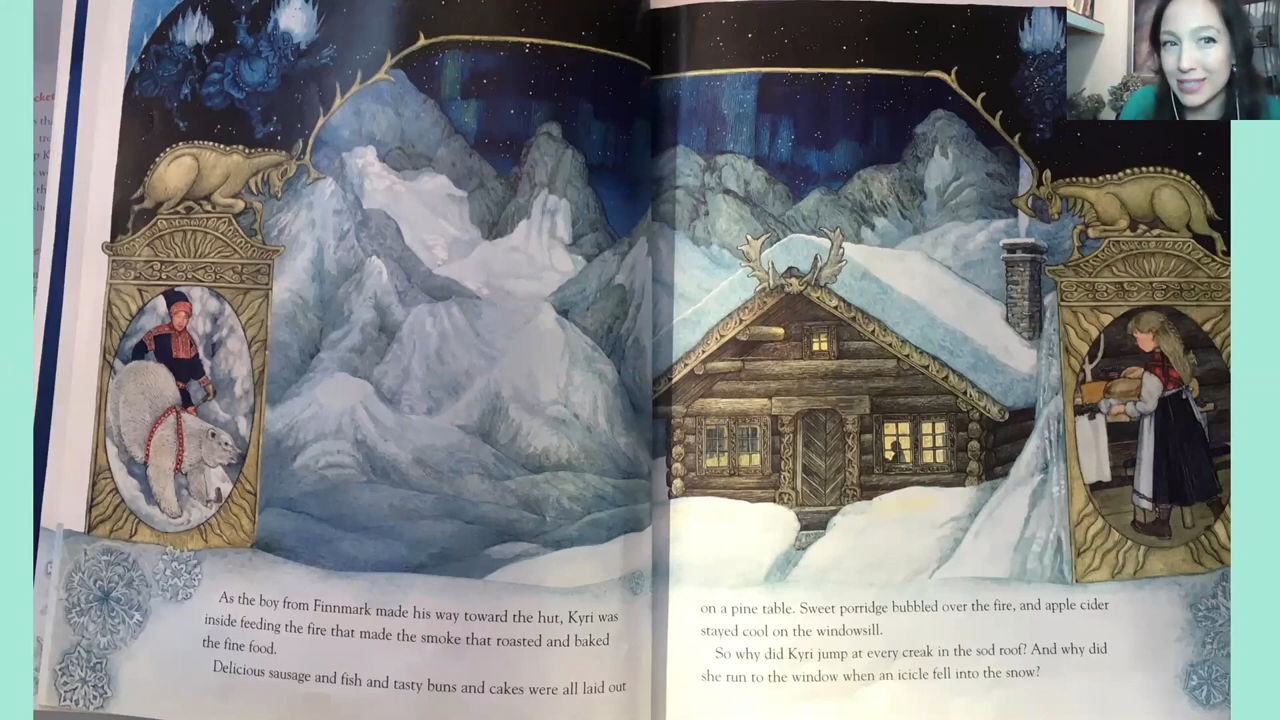 As the boy from Finnmark made his way toward the hut, Kyri was
inside feeding the fire that made the smoke that roasted and baked
the fine food.
Delicious sausage and fish and tasty buns and cakes were all laid out
on a pine table. Sweet porridge bubbled over the fire, and apple cider
stayed cool on the windowsill.
So why did Kyri jump at every creak in the sod roof? And why did
she run to the window when an icicle fell into the snow?